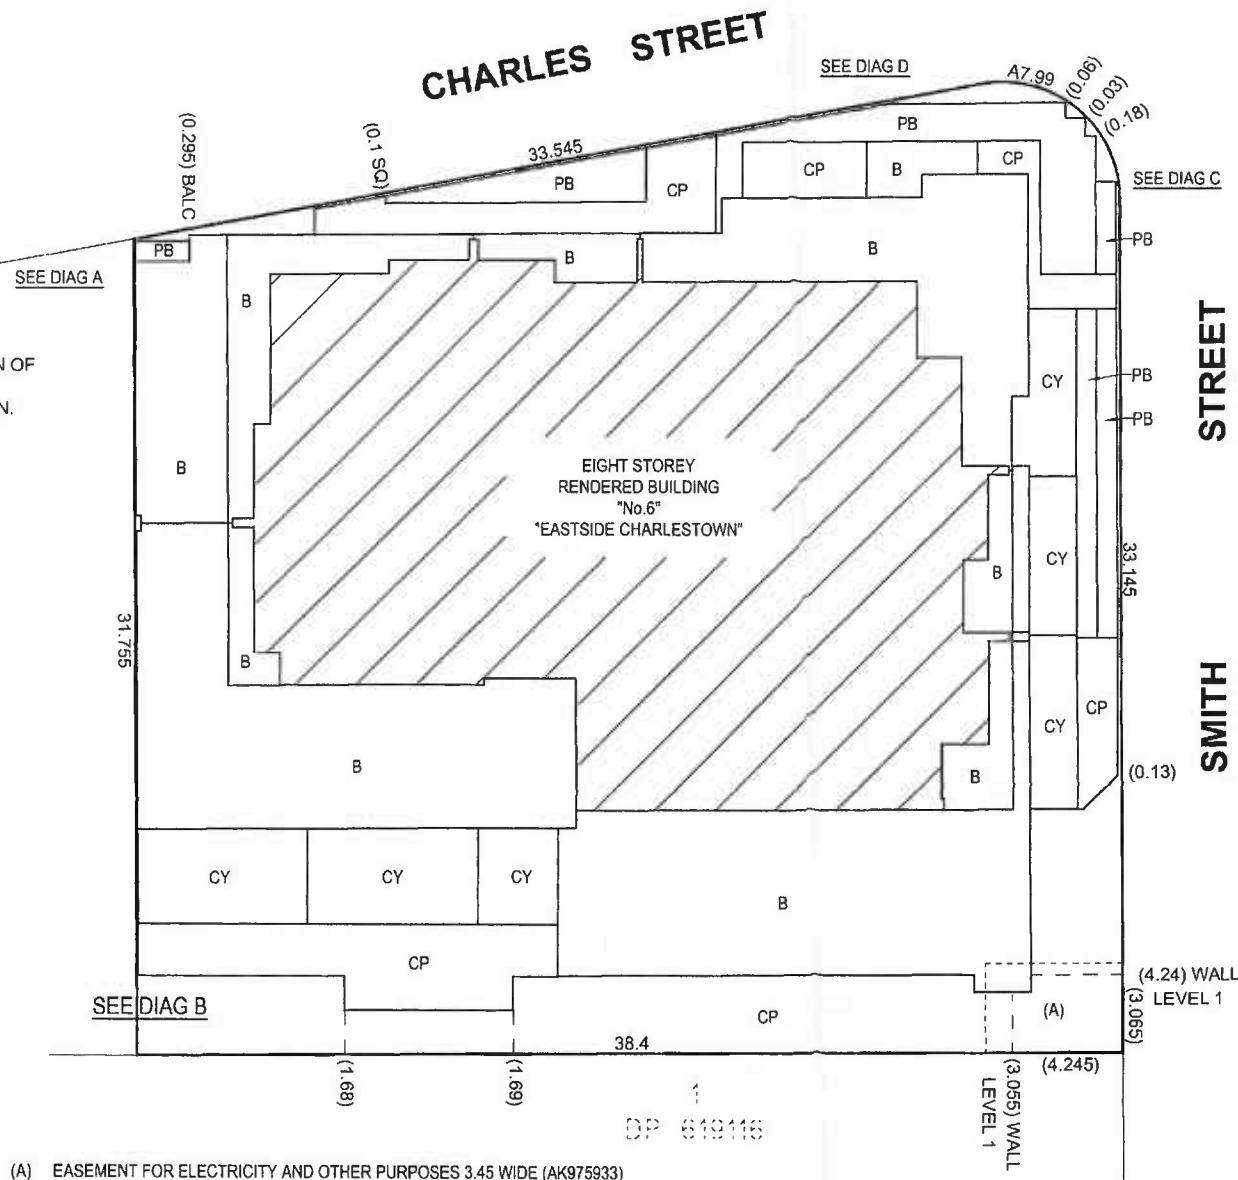 CHARLES STREET
SEE DIAG D
A7.99
(0.06)
(0.03)
(0.18)
(0.295) BALC
(0.1 SQ)
33.545
PB
PB
CP
PB
CP
B
CP
SEE DIAG C
PB
SEE DIAG A
B
B
B
PB
N OF
N.
CY
PB
PB
STREET
B
EIGHT STOREY
RENDERED BUILDING
"No.6"
"EASTSIDE CHARLESTOWN"
CY
B
33.145
31.755
B
CY
CP
SMITH
B
B
(0.13)
CY
CY
CY
B
CP
SEE DIAG B
CP
(A)
(4.24) WALL
LEVEL 1
(3.065)
38.4
(4.245)
(1.68)
(1.69)
(3.055) WALL
LEVEL 1
1
DP 619116
(A) EASEMENT FOR ELECTRICITY AND OTHER PURPOSES 3.45 WIDE (AK975933)